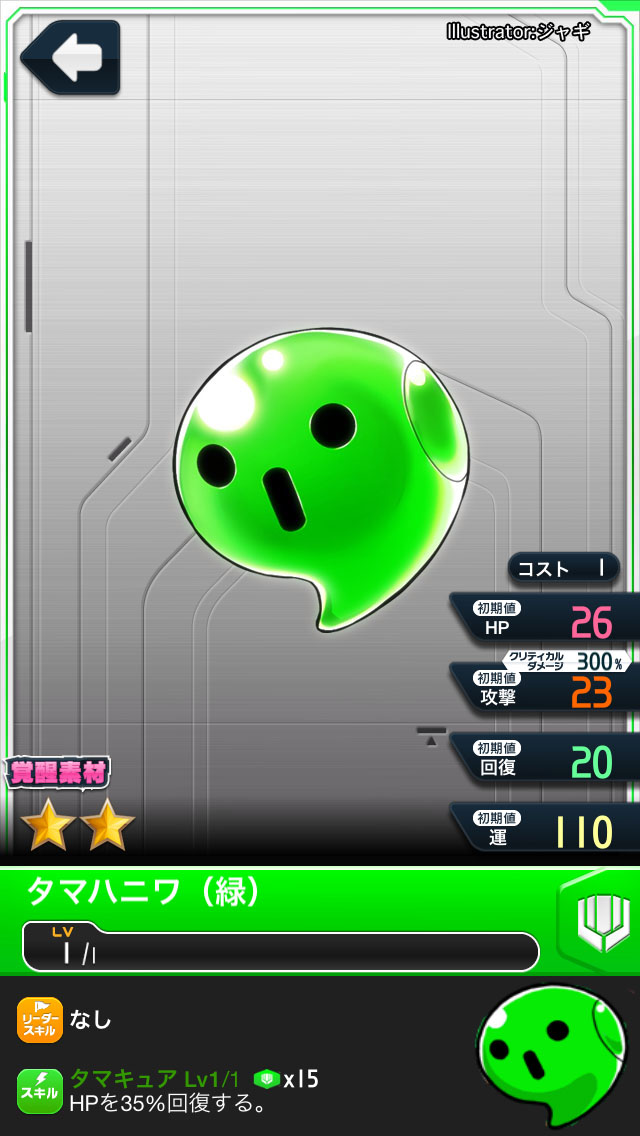 Illustrator:ジャギ
コスト 1
初期値
HP 26
クリティカル
ダメージ 300%
初期値
攻撃 23
初期値
回復 20
初期値
運 110
覚醒素材
タマハニワ（緑）
LV
1/1
リーダー
スキル なし
スキル タマキュア Lv1/1 x15
HPを35%回復する。